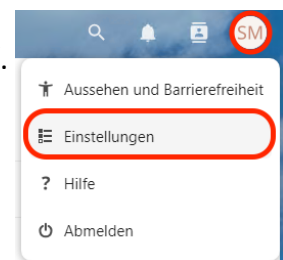 SM
Aussehen und Barrierefreiheit
Einstellungen
? Hilfe
Abmelden